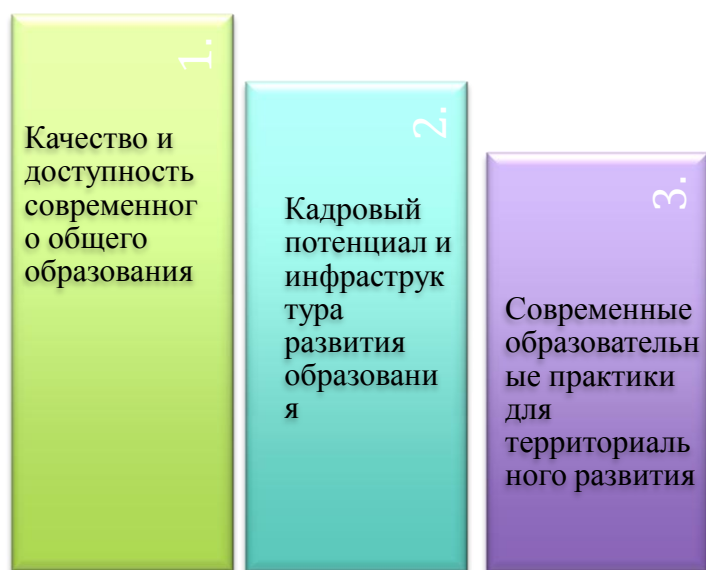 1.
Качество и
доступность
современног
о общего
образования
2.
Кадровый
потенциал и
инфраструк
тура
развития
образовани
я
3.
Современные
образовательн
ые практики
для
территориаль
ного развития